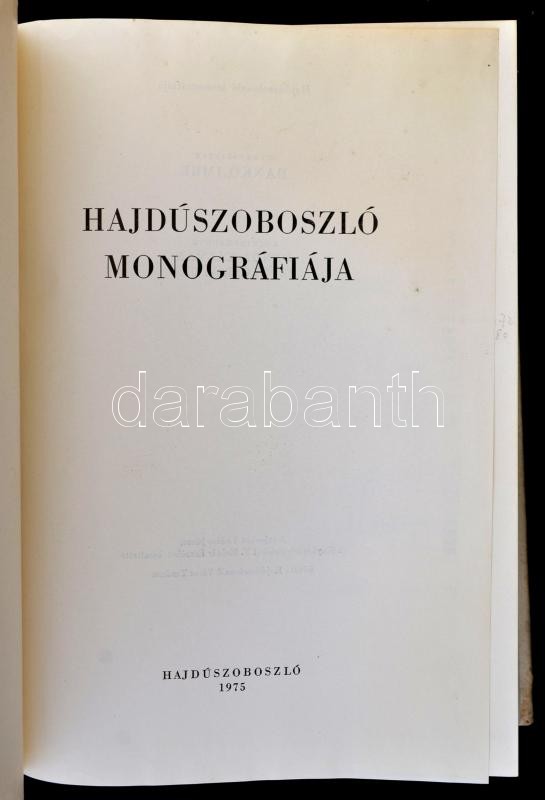 HAJDÚSZOBOSZLÓ
MONOGRÁFIÁJA
darabanth
HAJDÚSZOBOSZLÓ
1975